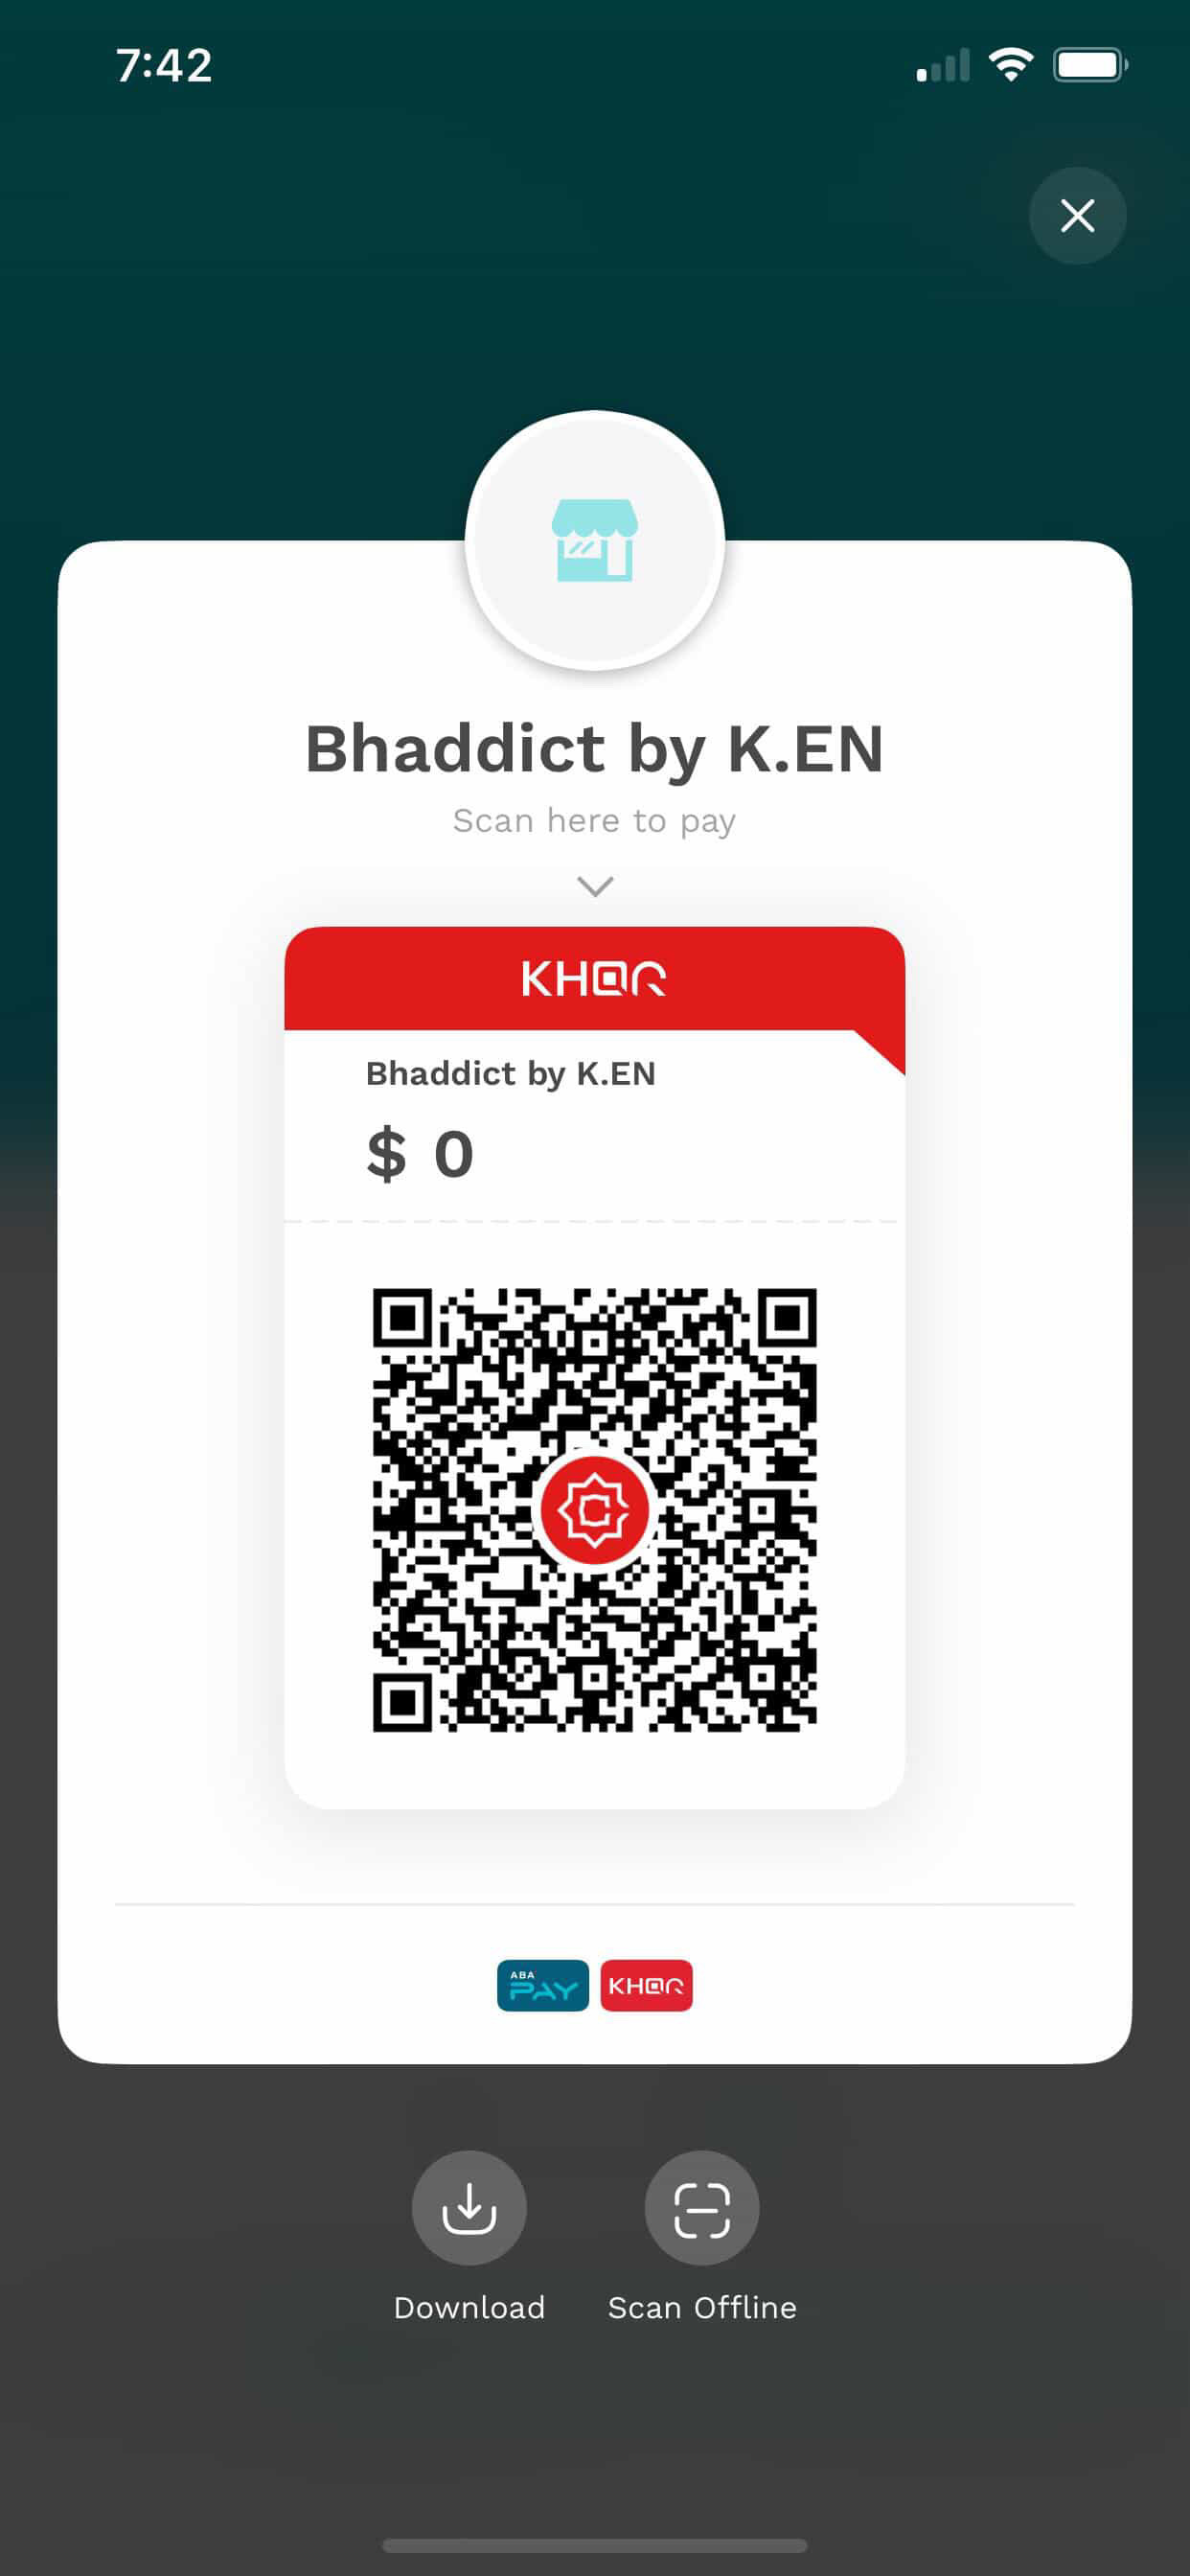 7:42
Bhaddict by K.EN
Scan here to pay
KHQR
Bhaddict by K.EN
$ 0
ABA
PAY
KHQR
Download
Scan Offline